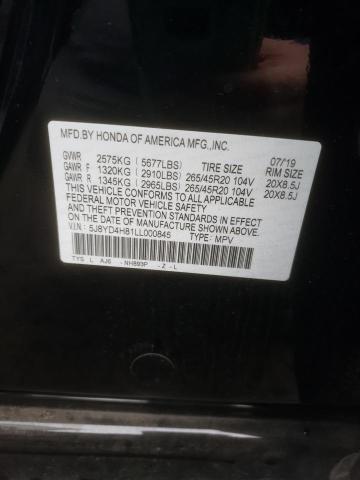 MFD.BY HONDA OF AMERICA MFG.,INC. 07/19
GVWR 2575KG (5677LBS) TIRE SIZE RIM SIZE
GAWR F 1320KG (2910LBS) 265/45R20 104V 20X8.5J
GAWR R 1345KG (2965LBS) 265/45R20 104V 20X8.5J
THIS VEHICLE CONFORMS TO ALL APPLICABLE
FEDERAL MOTOR VEHICLE SAFETY STANDARDS IN EFFECT ON THE
DATE OF MANUFACTURE SHOWN ABOVE.
V.I.N.: 5J8YD4H81LL000845 TYPE: MPV
TYS L AJ6 NH893P -Z -L